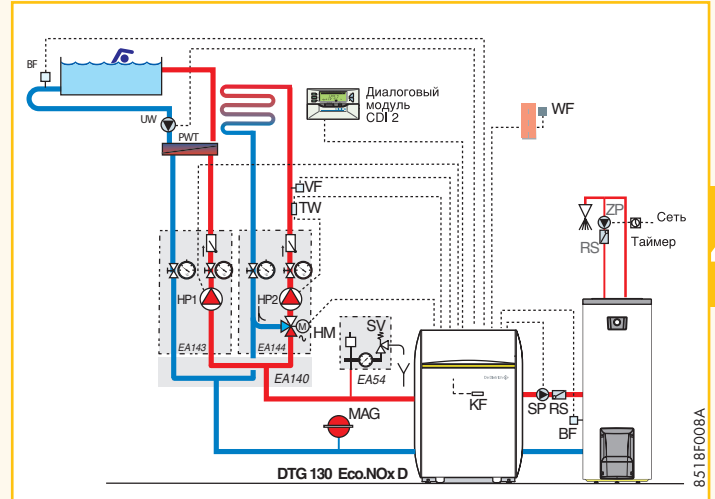 BF
UW
PWT
Диалоговый
модуль
CDI 2
WF
VF
TW
ZP
Сеть
RS
Таймер
HP1
HP2
M
HM
SV
EA143
EA144
EA140
EA54
KF
SP RS
BF
MAG
DTG 130 Eco.NOx D
8518F008A